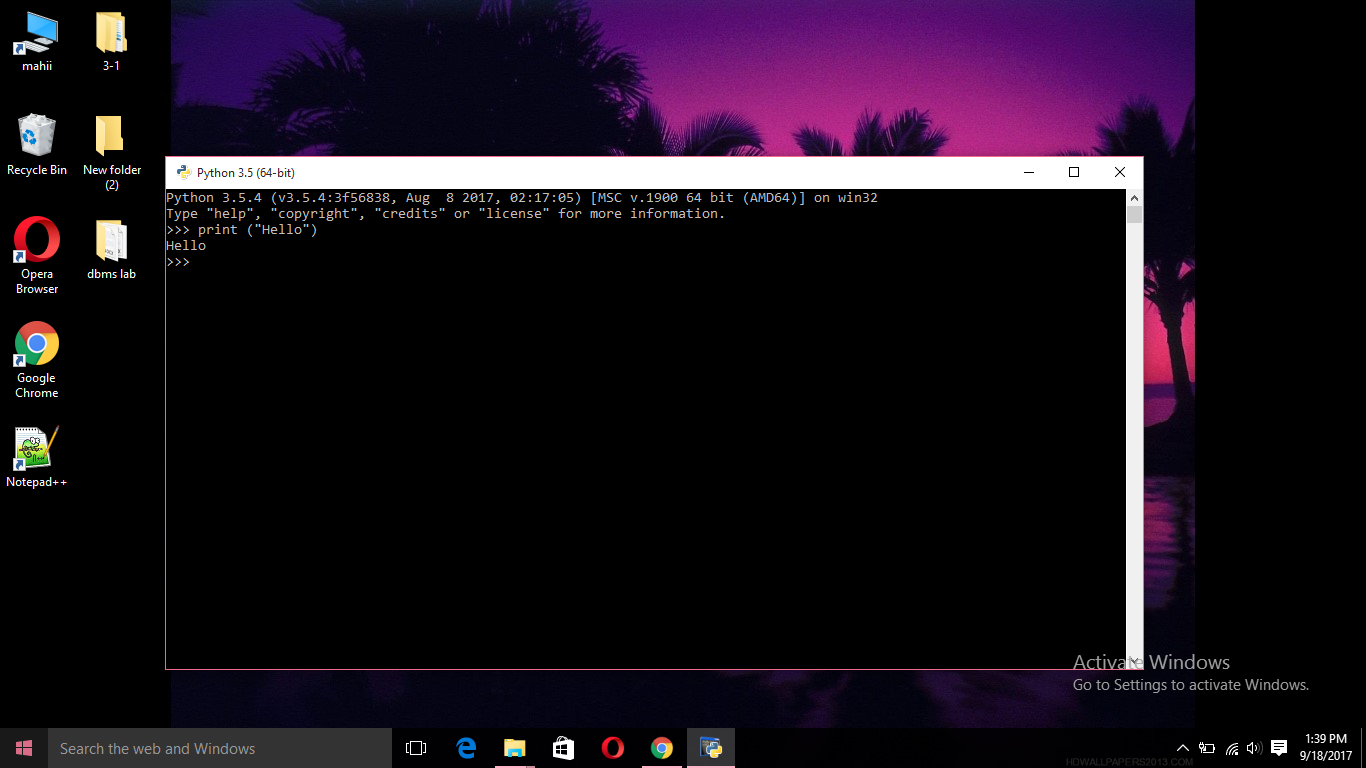 mahii
3-1
Recycle Bin
New folder
(2)
Opera
Browser
dbms lab
Google
Chrome
Notepad++
Python 3.5 (64-bit)
Python 3.5.4 (v3.5.4:3f56838, Aug  8 2017, 02:17:05) [MSC v.1900 64 bit (AMD64)] on win32
Type "help", "copyright", "credits" or "license" for more information.
>>> print ("Hello")
Hello
>>>
Activate Windows
Go to Settings to activate Windows.
Search the web and Windows
HDWALLPAPERS2013.COM
1:39 PM
9/18/2017